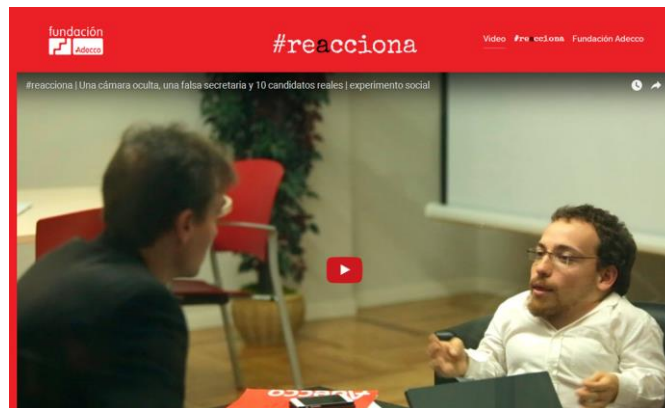 fundación
Adecco
#reacciona
Video #reacciona Fundación Adecco
#reacciona | Una cámara oculta, una falsa secretaria y 10 candidatos reales | experimento social
Adecco